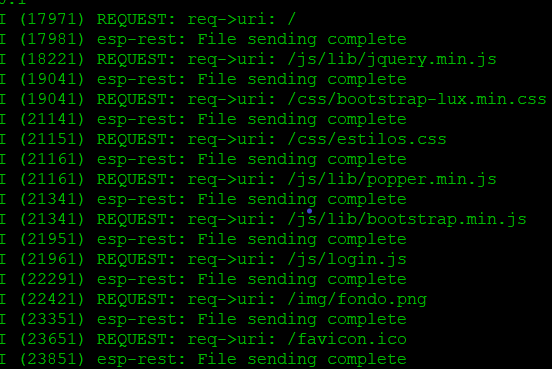 I (17971) REQUEST: req->uri: /
I (17981) esp-rest: File sending complete
I (18221) REQUEST: req->uri: /js/lib/jquery.min.js
I (19041) esp-rest: File sending complete
I (19041) REQUEST: req->uri: /css/bootstrap-lux.min.css
I (21141) esp-rest: File sending complete
I (21151) REQUEST: req->uri: /css/estilos.css
I (21161) esp-rest: File sending complete
I (21161) REQUEST: req->uri: /js/lib/popper.min.js
I (21341) esp-rest: File sending complete
I (21341) REQUEST: req->uri: /js/lib/bootstrap.min.js
I (21951) esp-rest: File sending complete
I (21961) REQUEST: req->uri: /js/login.js
I (22291) esp-rest: File sending complete
I (22421) REQUEST: req->uri: /img/fondo.png
I (23351) esp-rest: File sending complete
I (23651) REQUEST: req->uri: /favicon.ico
I (23851) esp-rest: File sending complete